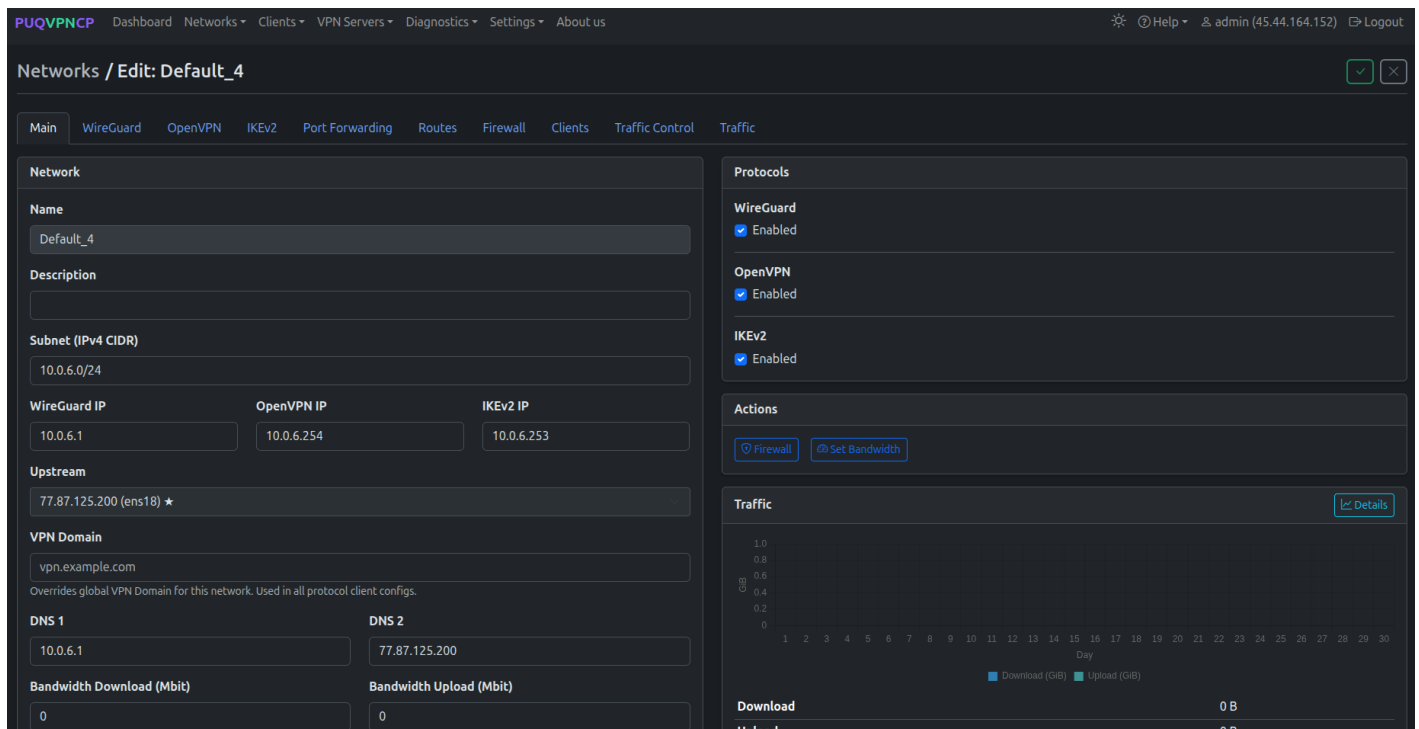 PUQVPNCP Dashboard Networks Clients VPN Servers Diagnostics Settings About us Help admin (45.44.164.152) Logout
Networks / Edit: Default_4
Main WireGuard OpenVPN IKEv2 Port Forwarding Routes Firewall Clients Traffic Control Traffic
Network
Name
Default_4
Description
Subnet (IPv4 CIDR)
10.0.6.0/24
WireGuard IP OpenVPN IP IKEv2 IP
10.0.6.1 10.0.6.254 10.0.6.253
Upstream
77.87.125.200 (ens18) ★
VPN Domain
vpn.example.com
Overrides global VPN Domain for this network. Used in all protocol client configs.
DNS 1 DNS 2
10.0.6.1 77.87.125.200
Bandwidth Download (Mbit) Bandwidth Upload (Mbit)
0 0
Protocols
WireGuard
Enabled
OpenVPN
Enabled
IKEv2
Enabled
Actions
Firewall Set Bandwidth
Traffic Details
1.0
0.8
0.6
0.4
0.2
0
GiB
1 2 3 4 5 6 7 8 9 10 11 12 13 14 15 16 17 18 19 20 21 22 23 24 25 26 27 28 29 30
Day
Download (GiB) Upload (GiB)
Download 0 B